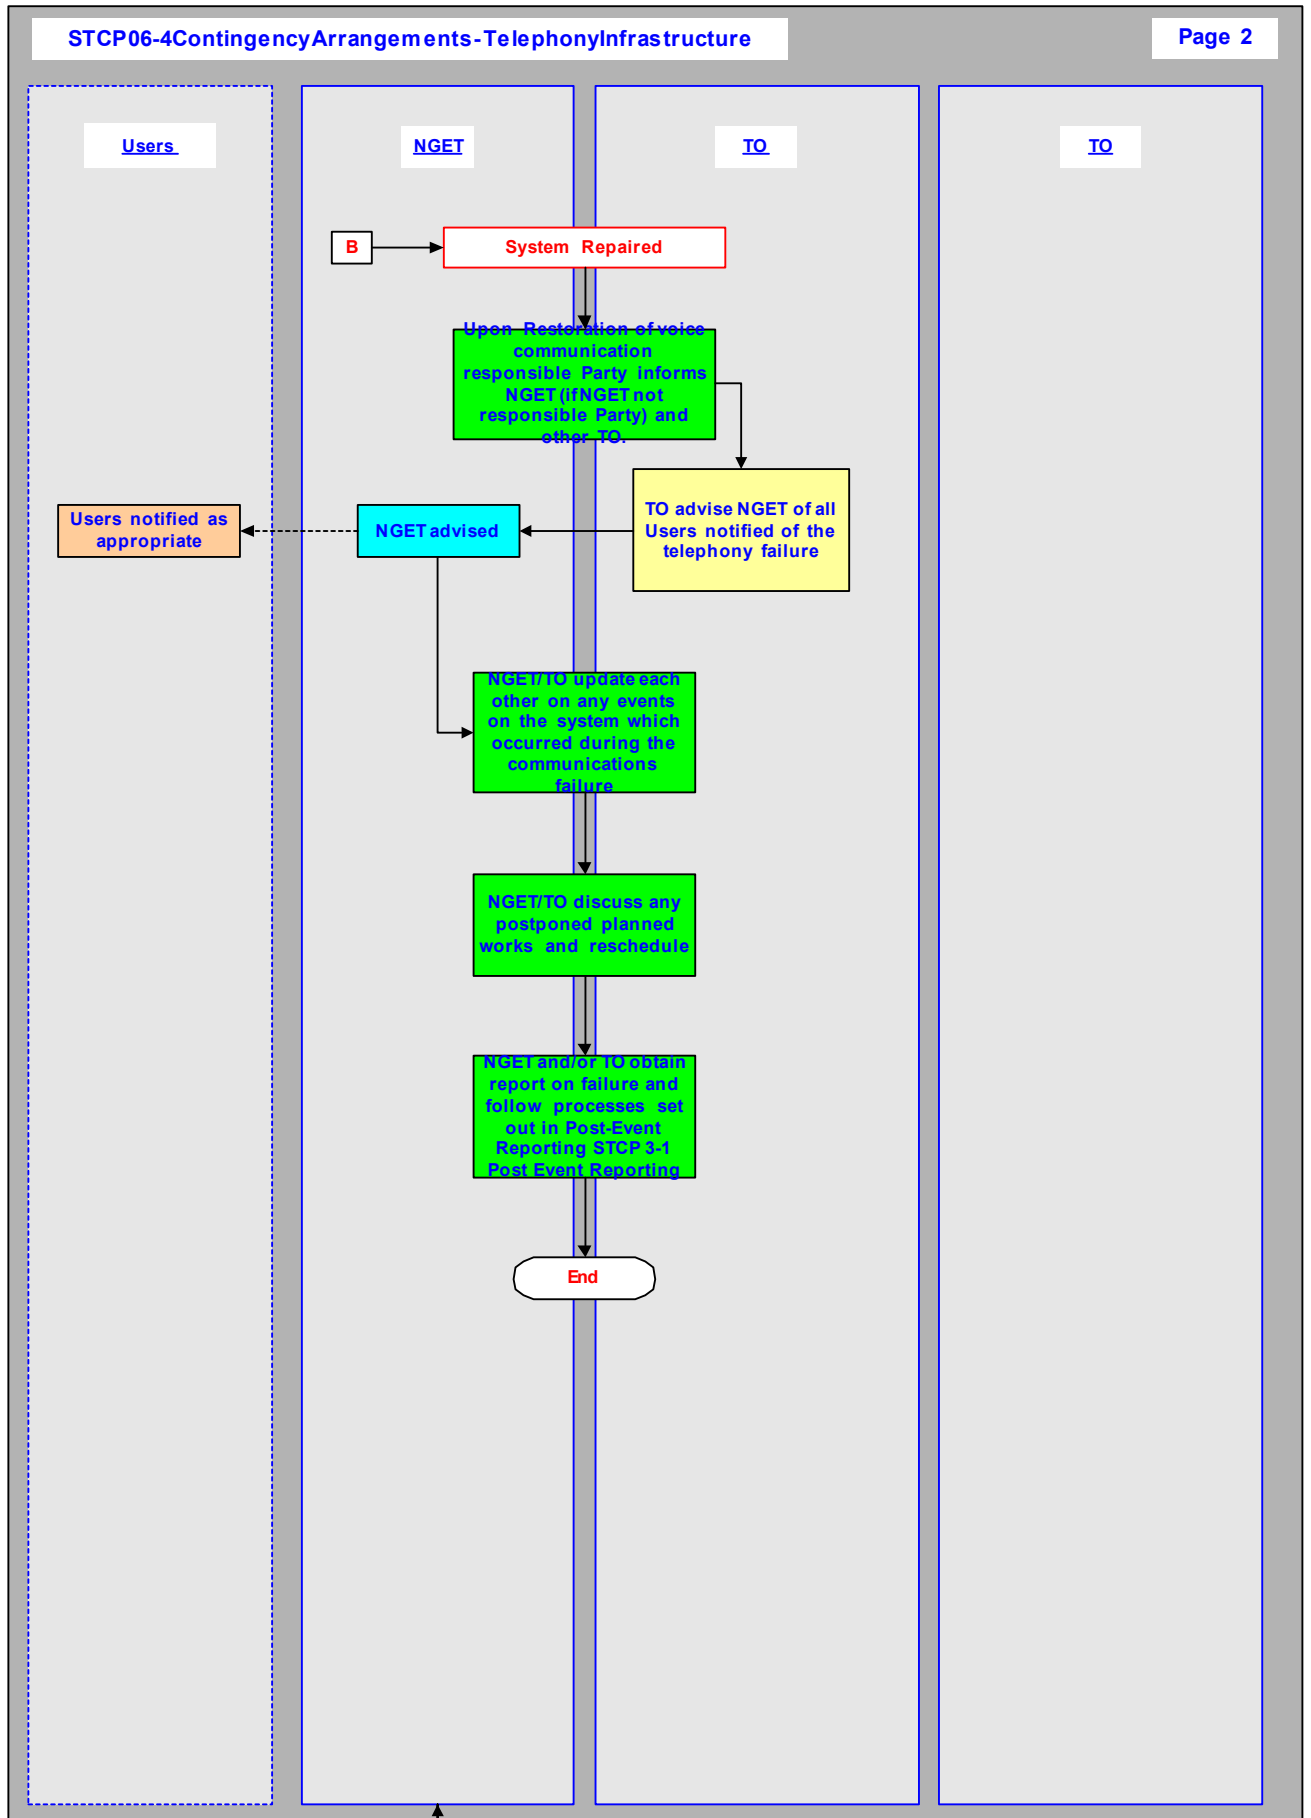 STCP06-4ContingencyArrangements-TelephonyInfrastructure
Page 2
Users
NGET
TO
TO
B
System Repaired
Upon Restoration of voice
communication
responsible Party informs
NGET (if NGET not
responsible Party) and
other TO.
TO advise NGET of all
Users notified of the
telephony failure
NGET advised
Users notified as
appropriate
NGET/TO update each
other on any events
on the system which
occurred during the
communications
failure
NGET/TO discuss any
postponed planned
works and reschedule
NGET and/or TO obtain
report on failure and
follow processes set
out in Post-Event
Reporting STCP 3-1
Post Event Reporting
End